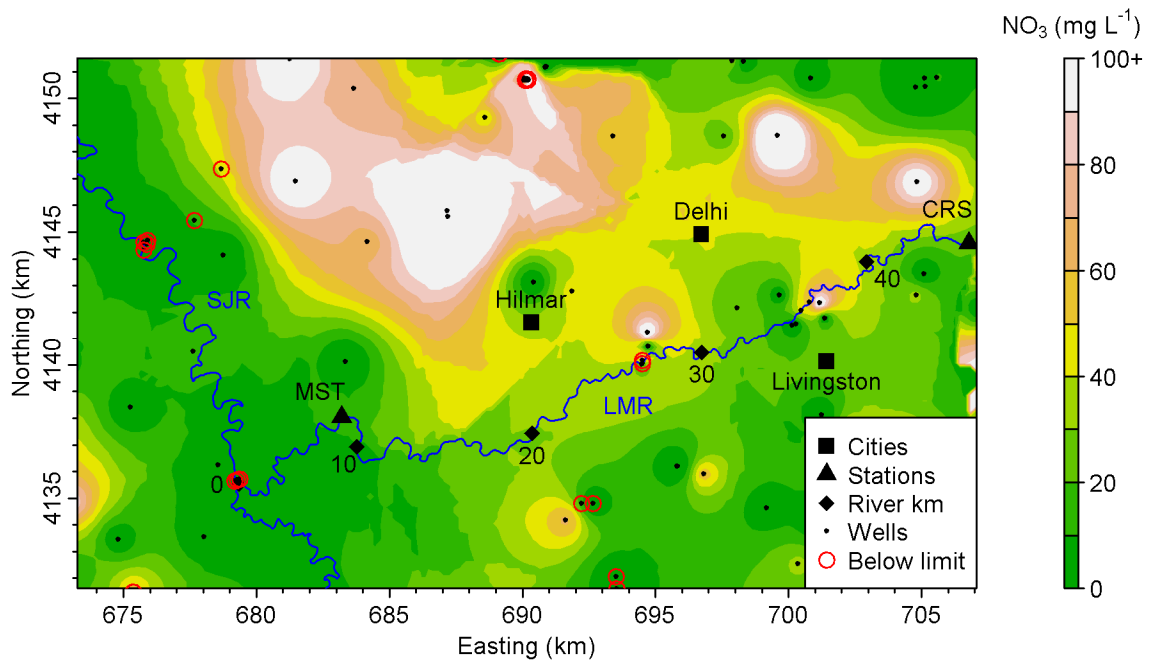 NO₃ (mg L⁻¹)
100+
80
60
40
20
0
Northing (km)
4150
4145
4140
4135
675
680
685
690
695
700
705
Easting (km)
CRS
Delhi
40
SJR
Hilmar
30
Livingston
MST
LMR
20
10
0
Cities
Stations
River km
Wells
Below limit